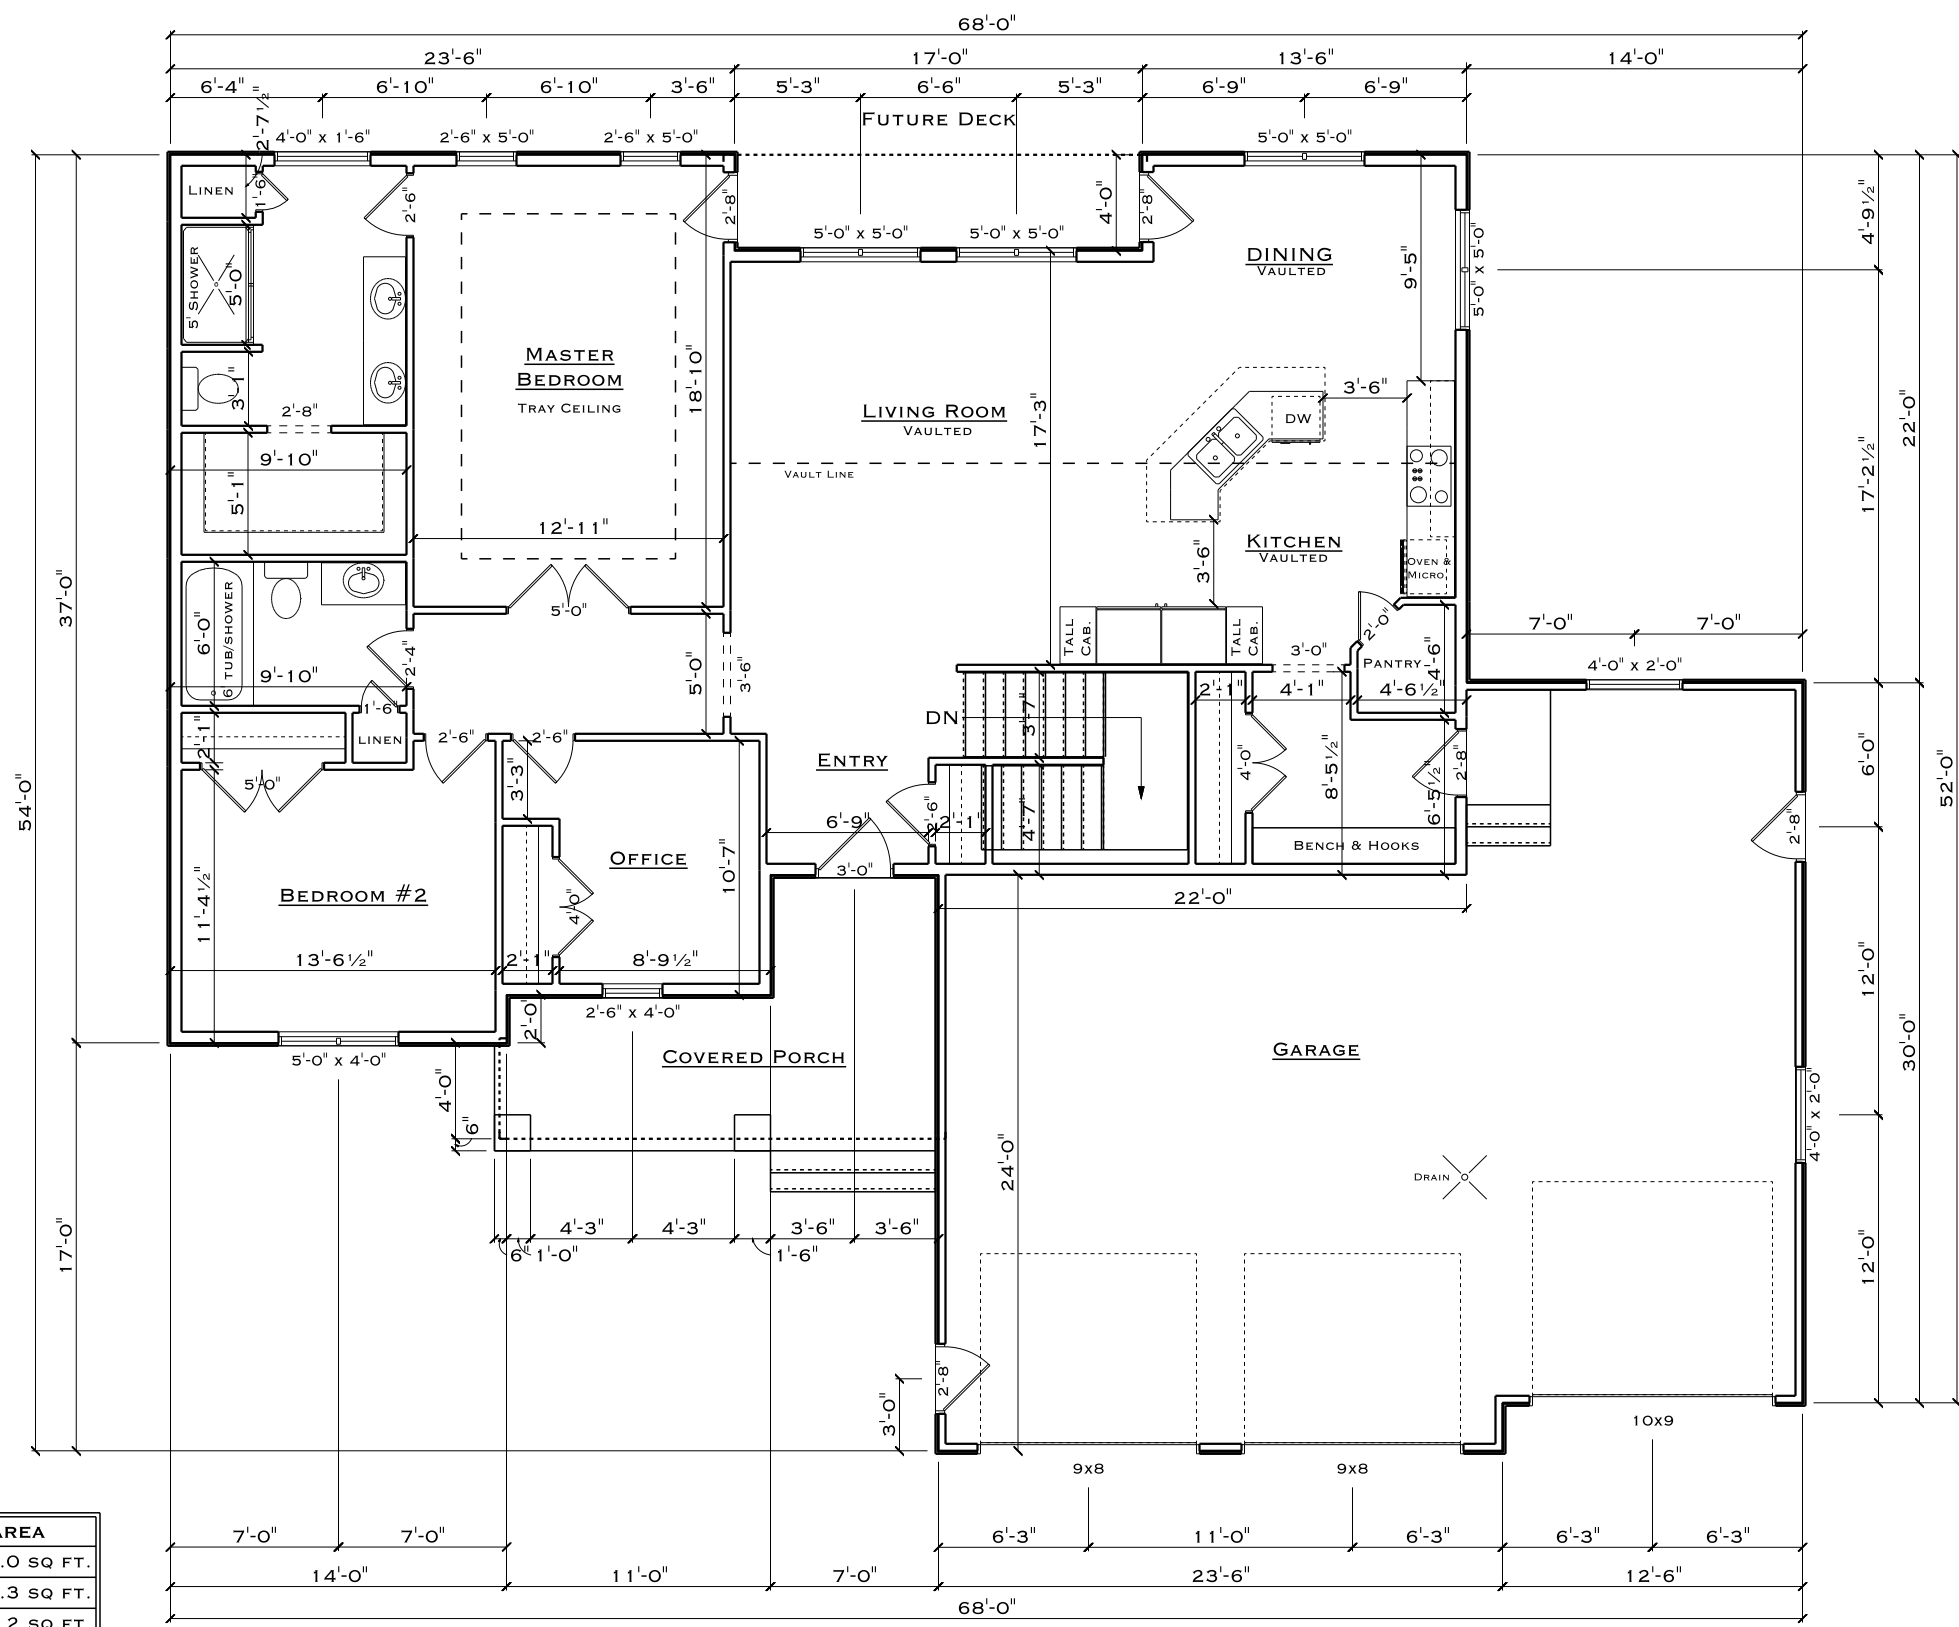 68'-0"
23'-6" 17'-0" 13'-6" 14'-0"
6'-4" 6'-10" 6'-10" 3'-6" 5'-3" 6'-6" 5'-3" 6'-9" 6'-9"
2'-7½"
FUTURE DECK
4'-0" x 1'-6" 2'-6" x 5'-0" 2'-6" x 5'-0" 5'-0" x 5'-0"
LINEN
1'-6"
2'-6"
2'-8"
4'-0"
2'-8"
4'-9½"
5'-0" x 5'-0" 5'-0" x 5'-0"
DINING
VAULTED
9'-5"
5'-0" x 5'-0"
5' SHOWER
5'-0"
MASTER
BEDROOM
TRAY CEILING
18'-10"
3'-1"
2'-8"
LIVING ROOM
VAULTED
17'-3"
3'-6"
DW
22'-0"
9'-10"
VAULT LINE
5'-1"
17'-2½"
12'-11"
KITCHEN
VAULTED
3'-6"
OVEN &
MICRO
37'-0"
6'-0"
6' TUB/SHOWER
5'-0"
2'-4"
9'-10"
5'-0"
3'-6"
TALL
CAB.
TALL
CAB.
2'-0"
3'-0"
PANTRY
4'-6"
7'-0" 7'-0"
4'-0" x 2'-0"
1'-6"
2'-1" 4'-1" 4'-6½"
2'-1"
LINEN
2'-6" 2'-6"
DN
3'-7"
5'-0"
3'-3"
ENTRY
4'-0"
8'-5½"
2'-8"
6'-5½"
6'-0"
52'-0"
54'-0"
6'-9"
2'-6"
2'-1"
4'-7"
2'-8"
BENCH & HOOKS
OFFICE
10'-7"
3'-0"
BEDROOM #2
11'-4½"
4'-0"
22'-0"
13'-6½" 2'-1" 8'-9½"
12'-0"
2'-6" x 4'-0"
2'-0"
5'-0" x 4'-0"
COVERED PORCH
GARAGE
30'-0"
4'-0"
6"
4'-0" x 2'-0"
24'-0"
DRAIN
17'-0"
4'-3" 4'-3" 3'-6" 3'-6"
6" 1'-0" 1'-6"
12'-0"
2'-8"
3'-0"
10x9
9x8 9x8
AREA
.0 SQ FT.
.3 SQ FT.
.2 SQ FT.
7'-0" 7'-0" 6'-3" 11'-0" 6'-3" 6'-3" 6'-3"
14'-0" 11'-0" 7'-0" 23'-6" 12'-6"
68'-0"